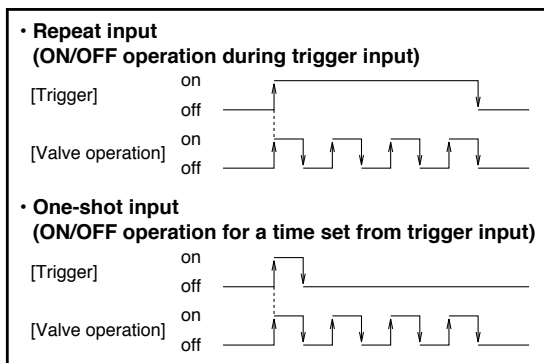 ・Repeat input
(ON/OFF operation during trigger input)
on
[Trigger]
off
on
[Valve operation]
off
・One-shot input
(ON/OFF operation for a time set from trigger input)
on
[Trigger]
off
on
[Valve operation]
off